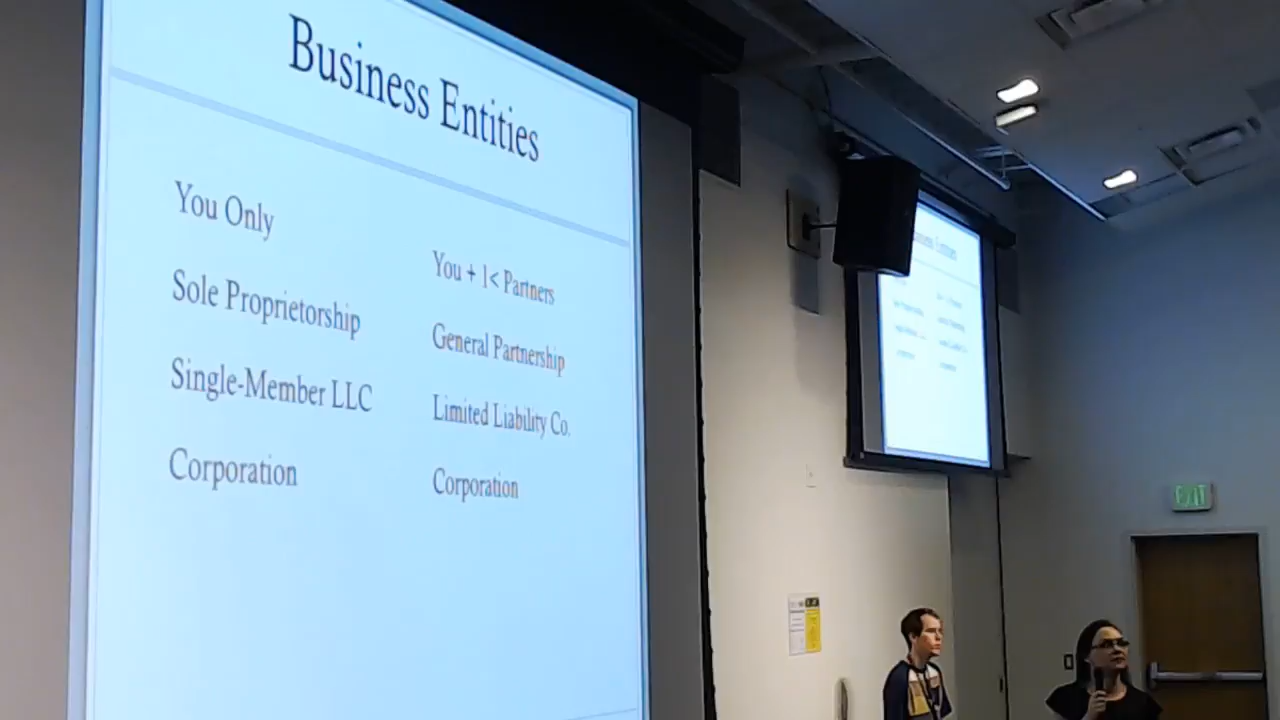 Business Entities
You Only
Sole Proprietorship
Single-Member LLC
Corporation
You + 1< Partners
General Partnership
Limited Liability Co.
Corporation
EXIT